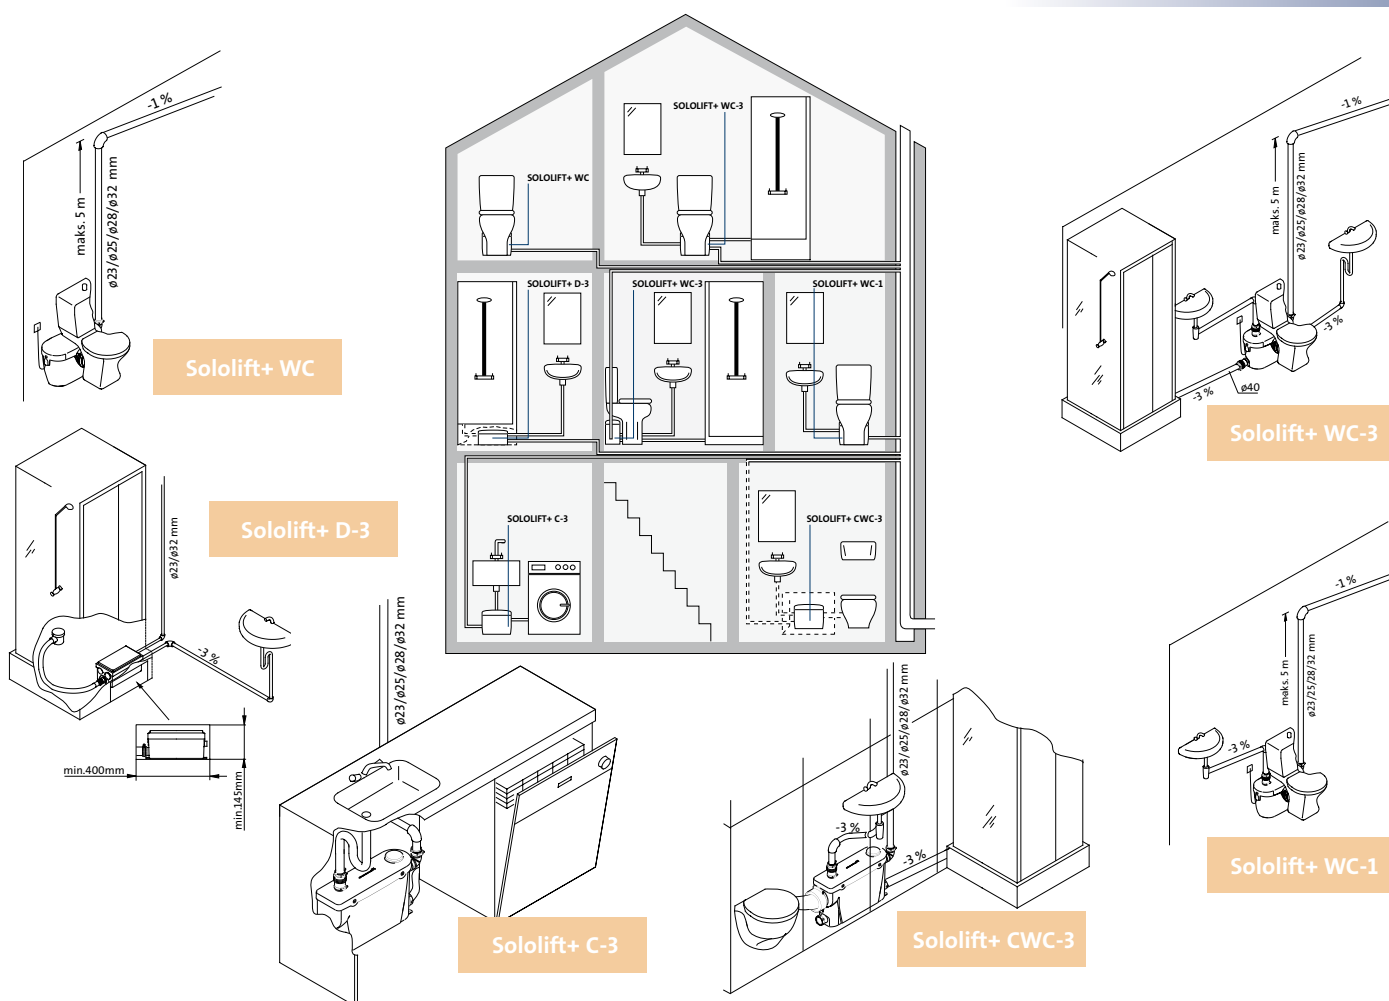 -1 %
maks. 5 m
ø23/ø25/ø28/ø32 mm
Sololift+ WC
SOLOLIFT+ WC-3
SOLOLIFT+ WC
SOLOLIFT+ D-3
SOLOLIFT+ WC-3
SOLOLIFT+ WC-1
SOLOLIFT+ C-3
SOLOLIFT+ CWC-3
-1 %
maks. 5 m
ø23/ø25/ø28/ø32 mm
-3 %
-3 %
ø40
Sololift+ WC-3
Sololift+ D-3
ø23/ø32 mm
-3 %
min.400mm
min.145mm
ø23/ø25/ø28/ø32 mm
Sololift+ C-3
ø23/ø25/ø28/ø32 mm
-3 %
-3 %
Sololift+ CWC-3
-1 %
maks. 5 m
ø23/25/28/32 mm
-3 %
Sololift+ WC-1